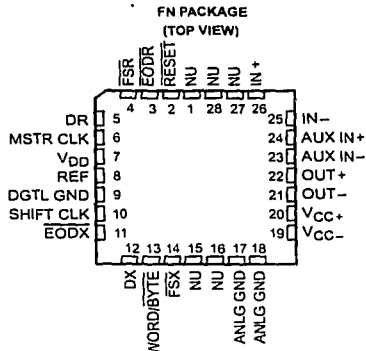 FN PACKAGE
(TOP VIEW)
FSR
EODR
RESET
NU
NU
NU
IN+
4 3 2 1 28 27 26
DR 5
MSTR CLK 6
VDD 7
REF 8
DGTL GND 9
SHIFT CLK 10
EODX 11
25 IN−
24 AUX IN+
23 AUX IN−
22 OUT+
21 OUT−
20 VCC+
19 VCC−
12 13 14 15 16 17 18
DX
WORD/BYTE
FSX
NU
NU
ANLG GND
ANLG GND